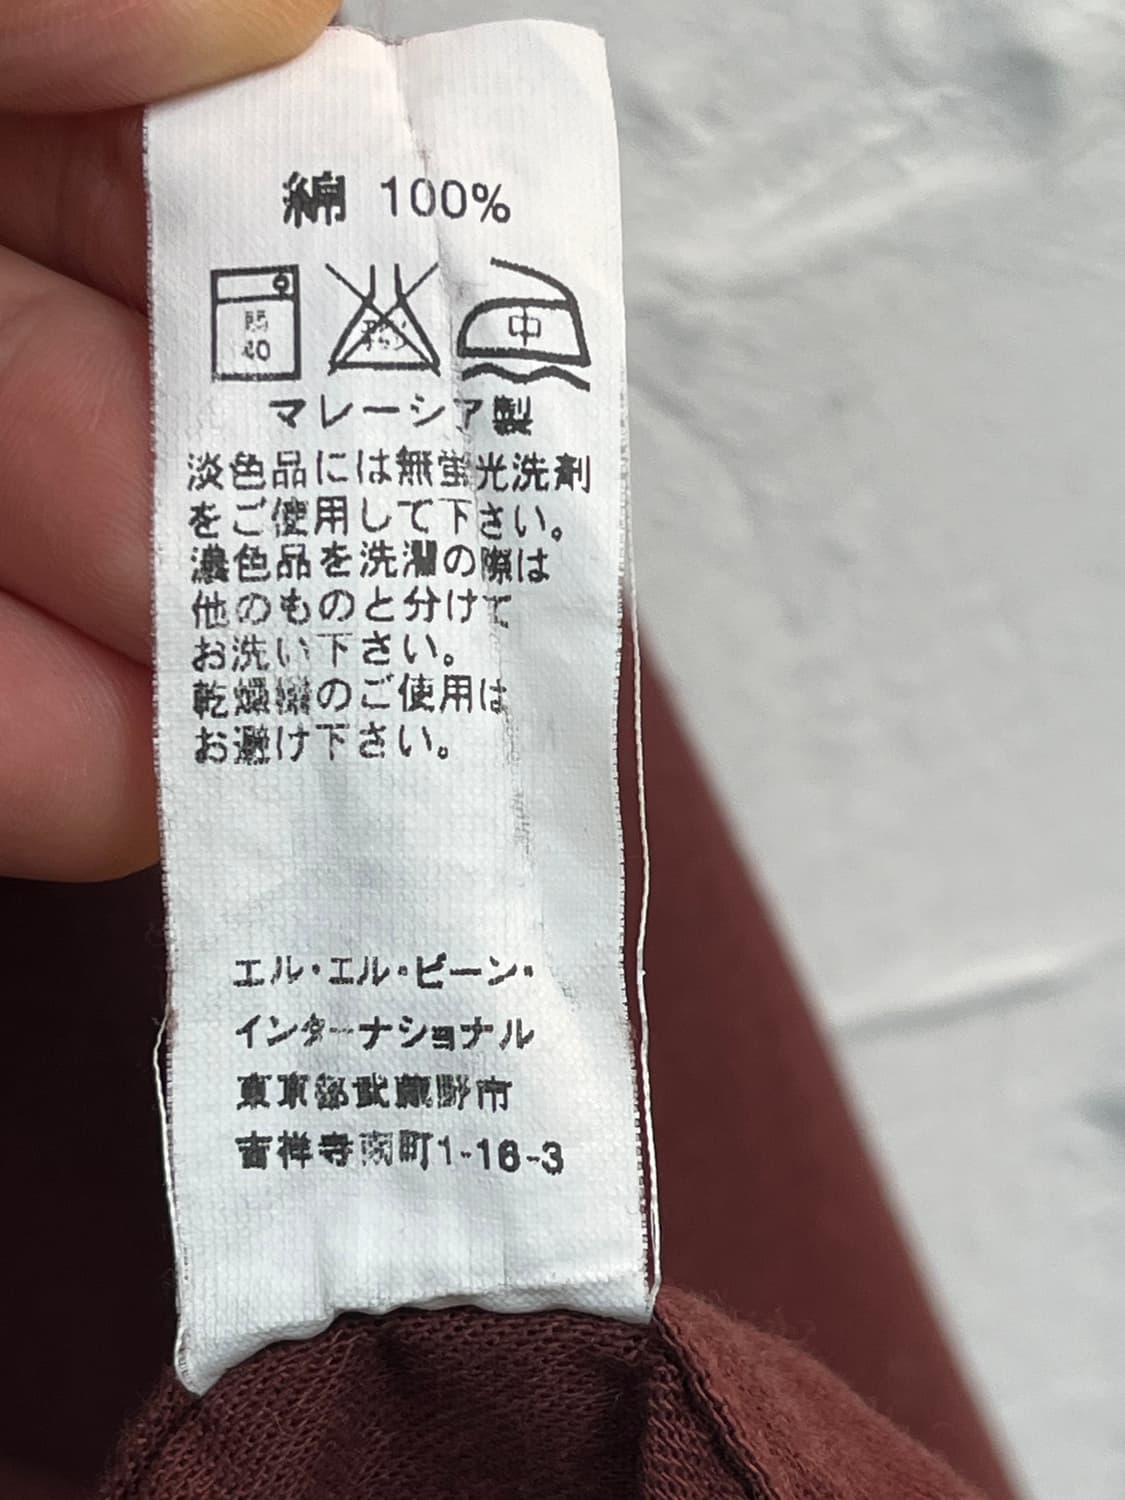 綿 100%
40
中
マレーシア製
淡色品には無蛍光洗剤
をご使用して下さい。
濃色品を洗濯の際は
他のものと分けて
お洗い下さい。
乾燥機のご使用は
お避け下さい。
エル・エル・ビーン・
インターナショナル
東京都武蔵野市
吉祥寺南町1-16-3